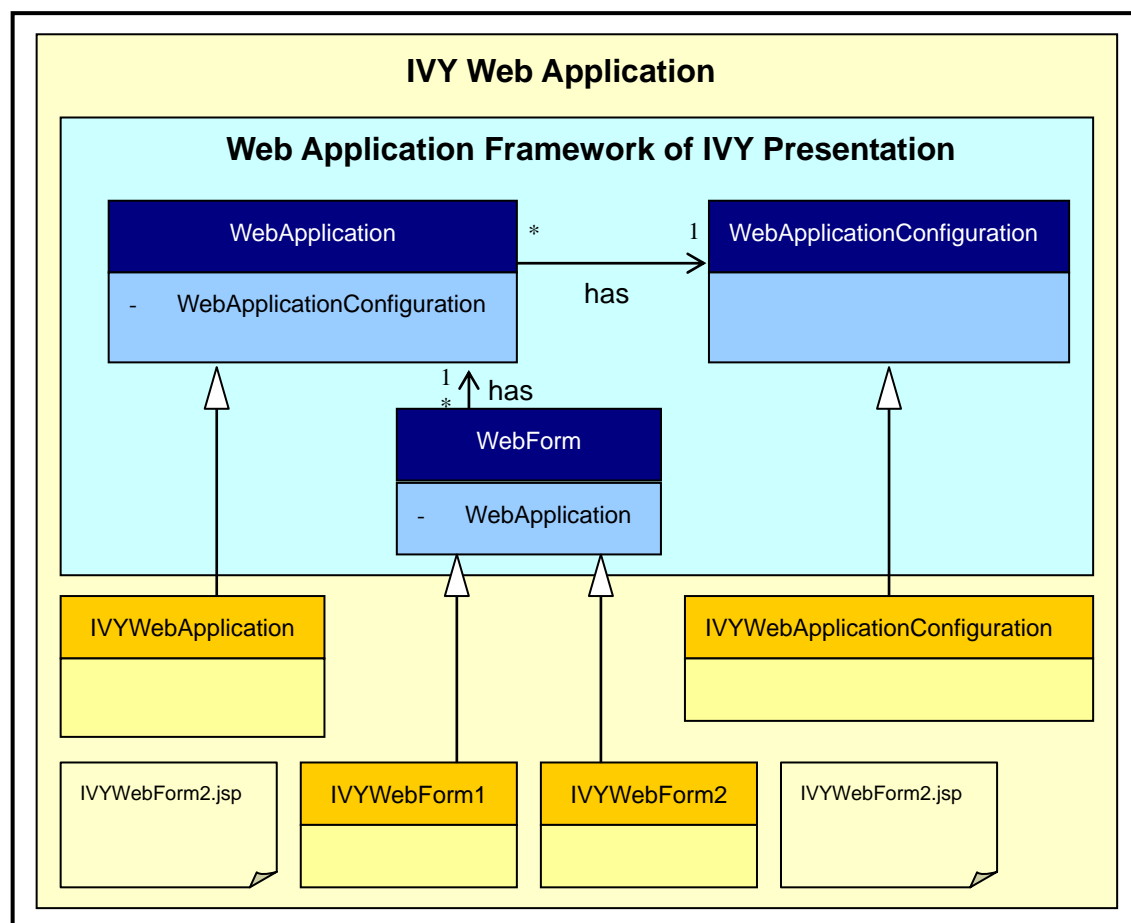 IVY Web Application
Web Application Framework of IVY Presentation
WebApplication
* 1
WebApplicationConfiguration
- WebApplicationConfiguration
has
1
*
has
WebForm
- WebApplication
IVYWebApplication
IVYWebApplicationConfiguration
IVYWebForm2.jsp
IVYWebForm1
IVYWebForm2
IVYWebForm2.jsp